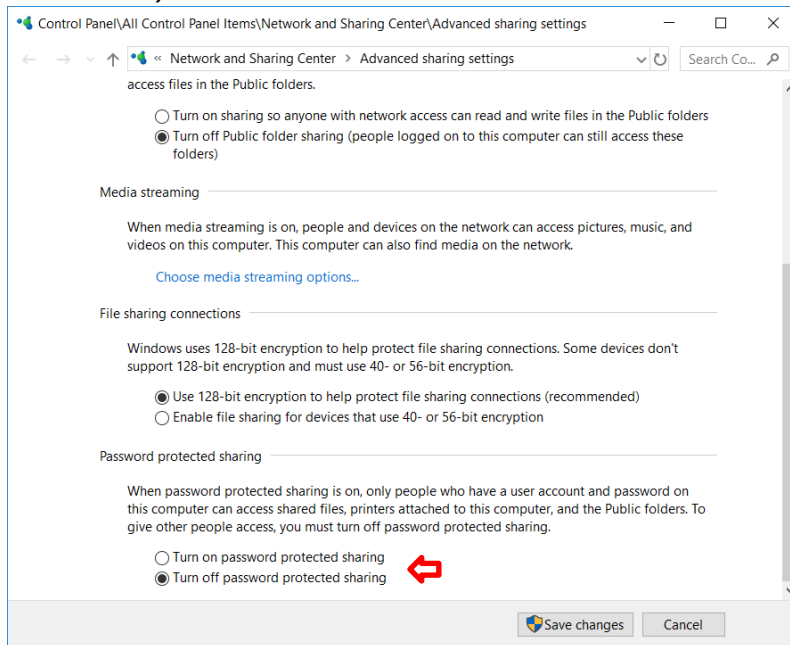 Control Panel\All Control Panel Items\Network and Sharing Center\Advanced sharing settings
« Network and Sharing Center > Advanced sharing settings
Search Co...
access files in the Public folders.
Turn on sharing so anyone with network access can read and write files in the Public folders
Turn off Public folder sharing (people logged on to this computer can still access these
folders)
Media streaming
When media streaming is on, people and devices on the network can access pictures, music, and
videos on this computer. This computer can also find media on the network.
Choose media streaming options...
File sharing connections
Windows uses 128-bit encryption to help protect file sharing connections. Some devices don't
support 128-bit encryption and must use 40- or 56-bit encryption.
Use 128-bit encryption to help protect file sharing connections (recommended)
Enable file sharing for devices that use 40- or 56-bit encryption
Password protected sharing
When password protected sharing is on, only people who have a user account and password on
this computer can access shared files, printers attached to this computer, and the Public folders. To
give other people access, you must turn off password protected sharing.
Turn on password protected sharing
Turn off password protected sharing
Save changes
Cancel